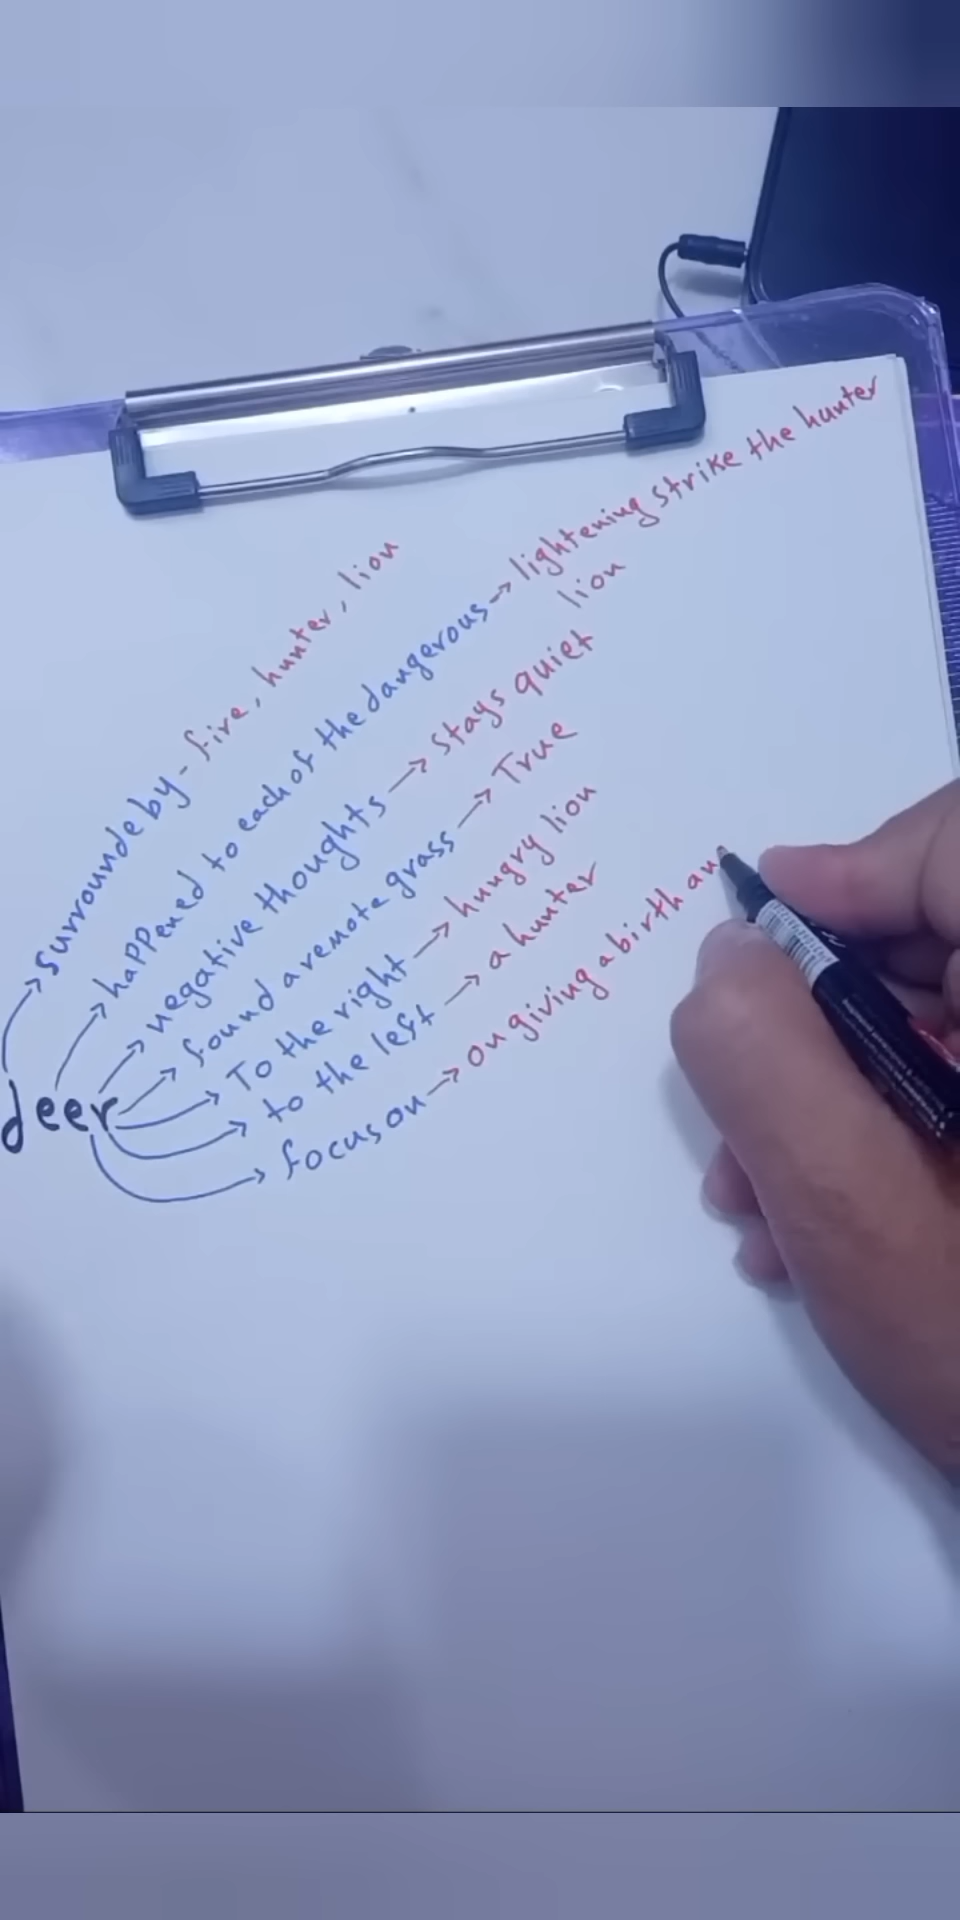 surrounde by - fire, hunter, lion
happened to each of the dangerous -> lightening strike the hunter
lion
negative thoughts -> stays quiet
found a remote grass -> True
To the right -> hungry lion
to the left -> a hunter
deer
focus on -> on giving a birth an